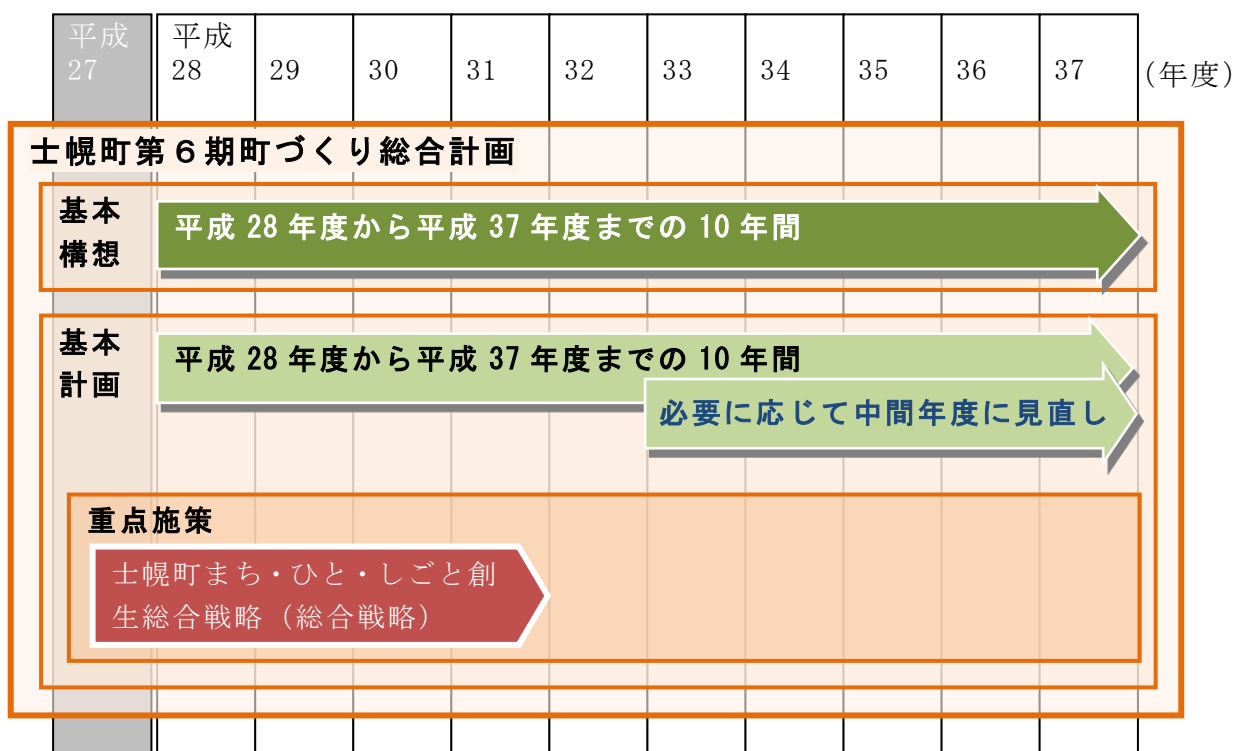 平成
27
平成
28
29
30
31
32
33
34
35
36
37
(年度)
士幌町第６期町づくり総合計画
基本
構想
平成 28 年度から平成 37 年度までの 10 年間
基本
計画
平成 28 年度から平成 37 年度までの 10 年間
必要に応じて中間年度に見直し
重点施策
士幌町まち・ひと・しごと創
生総合戦略（総合戦略）